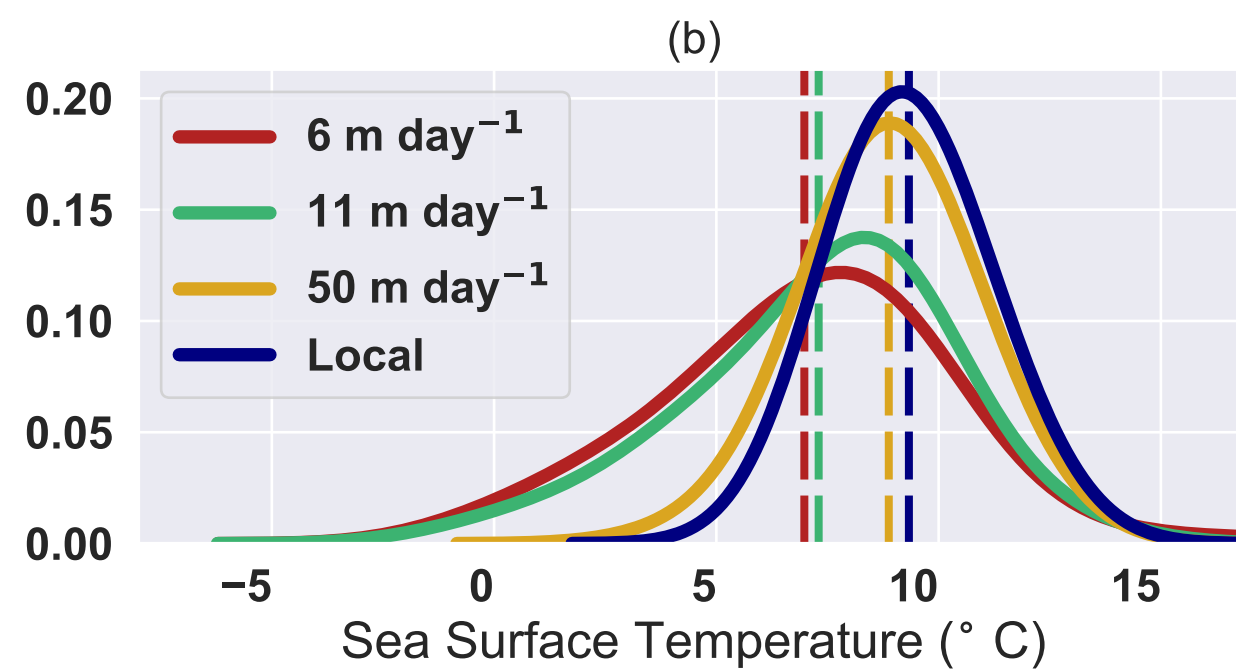 (b)
0.20
0.15
0.10
0.05
0.00
6 m day⁻¹
11 m day⁻¹
50 m day⁻¹
Local
−5 0 5 10 15
Sea Surface Temperature (° C)